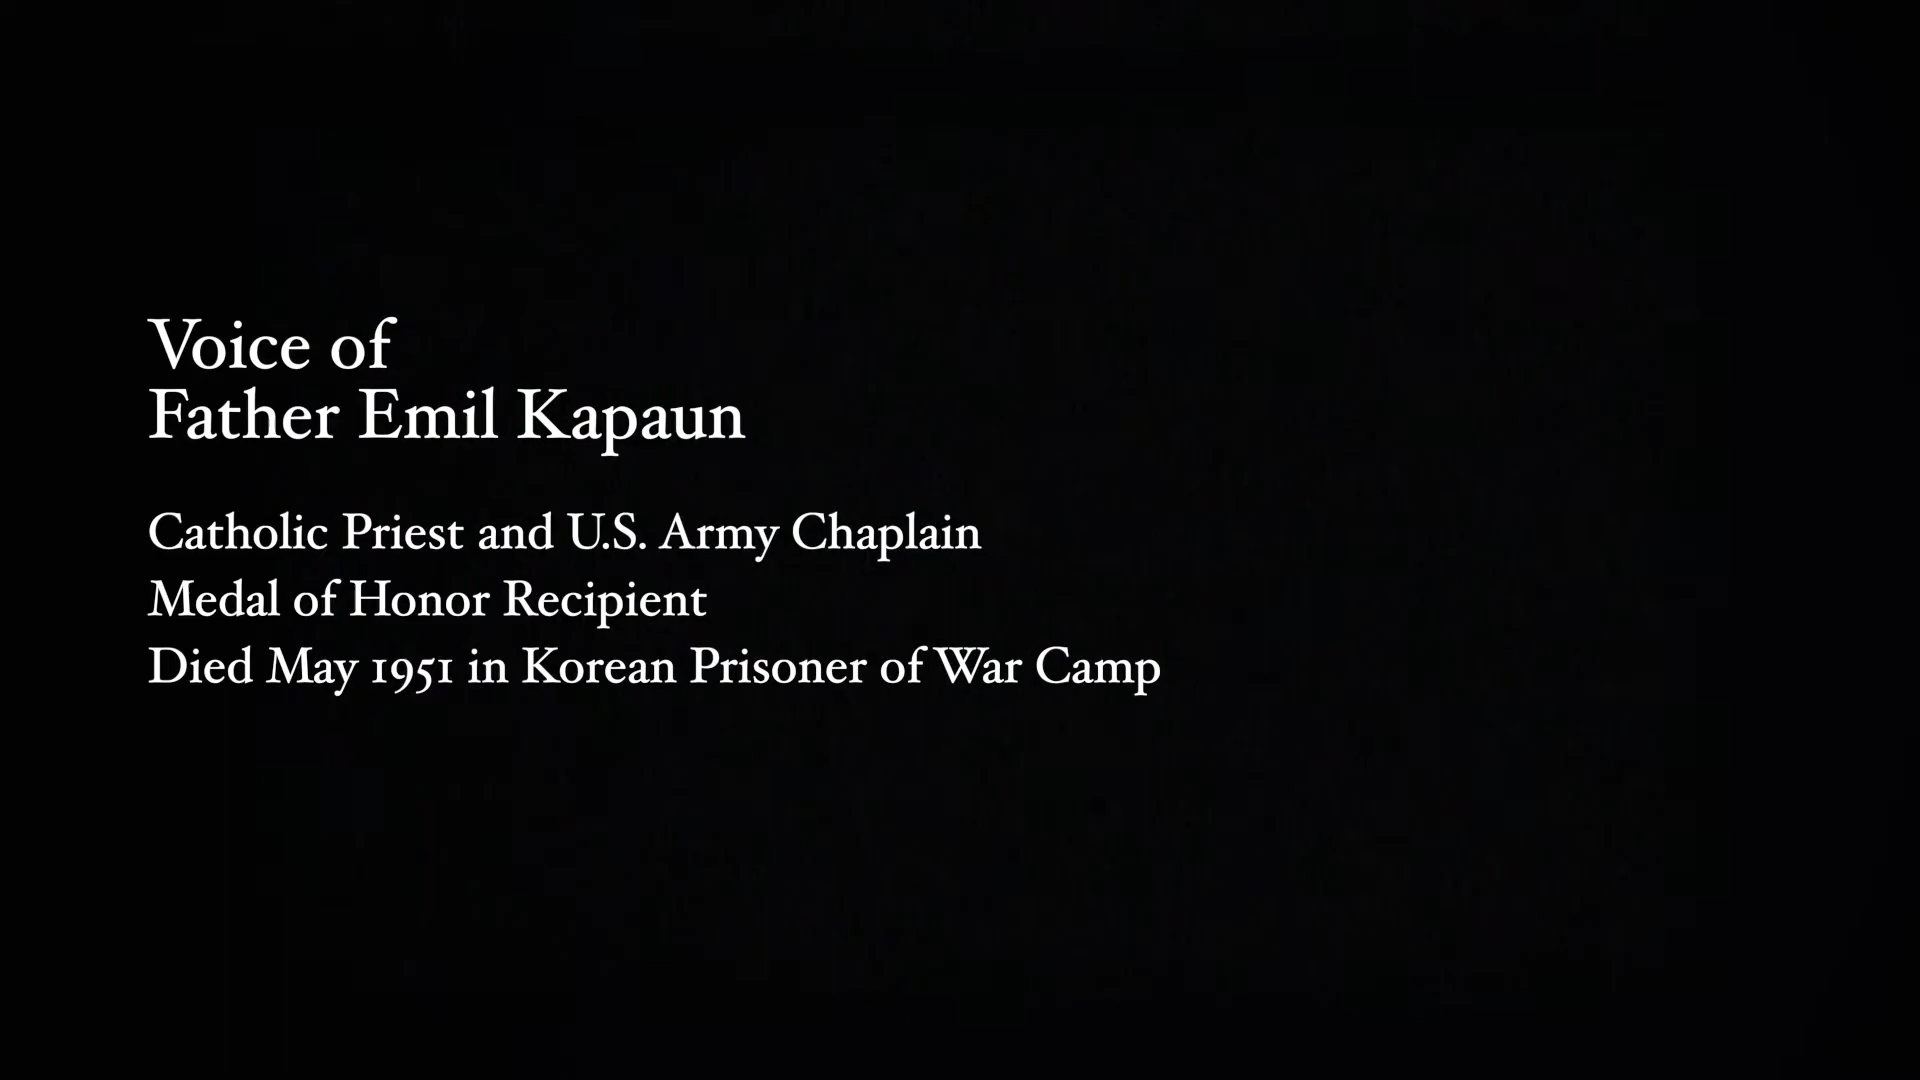 Voice of
Father Emil Kapaun
Catholic Priest and U.S. Army Chaplain
Medal of Honor Recipient
Died May 1951 in Korean Prisoner of War Camp